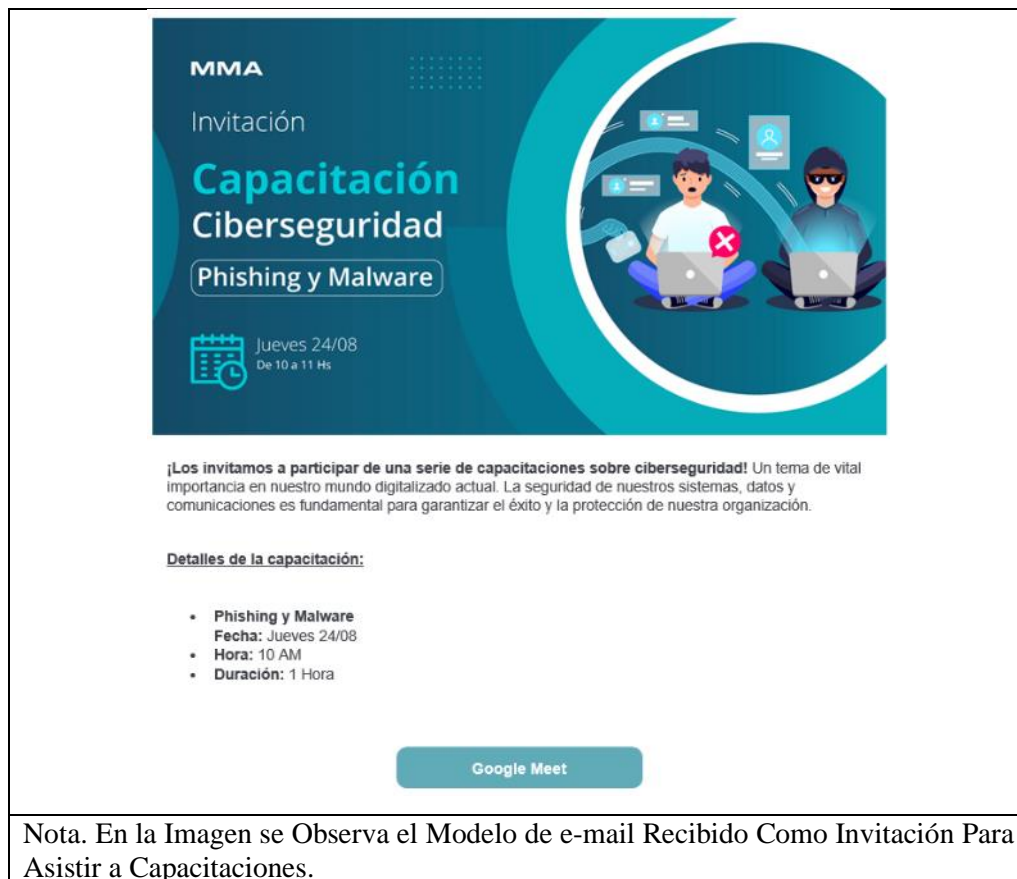 MMA
Invitación
Capacitación
Ciberseguridad
Phishing y Malware
Jueves 24/08
De 10 a 11 Hs
¡Los invitamos a participar de una serie de capacitaciones sobre ciberseguridad! Un tema de vital
importancia en nuestro mundo digitalizado actual. La seguridad de nuestros sistemas, datos y
comunicaciones es fundamental para garantizar el éxito y la protección de nuestra organización.
Detalles de la capacitación:
• Phishing y Malware
Fecha: Jueves 24/08
• Hora: 10 AM
• Duración: 1 Hora
Google Meet
Nota. En la Imagen se Observa el Modelo de e-mail Recibido Como Invitación Para
Asistir a Capacitaciones.